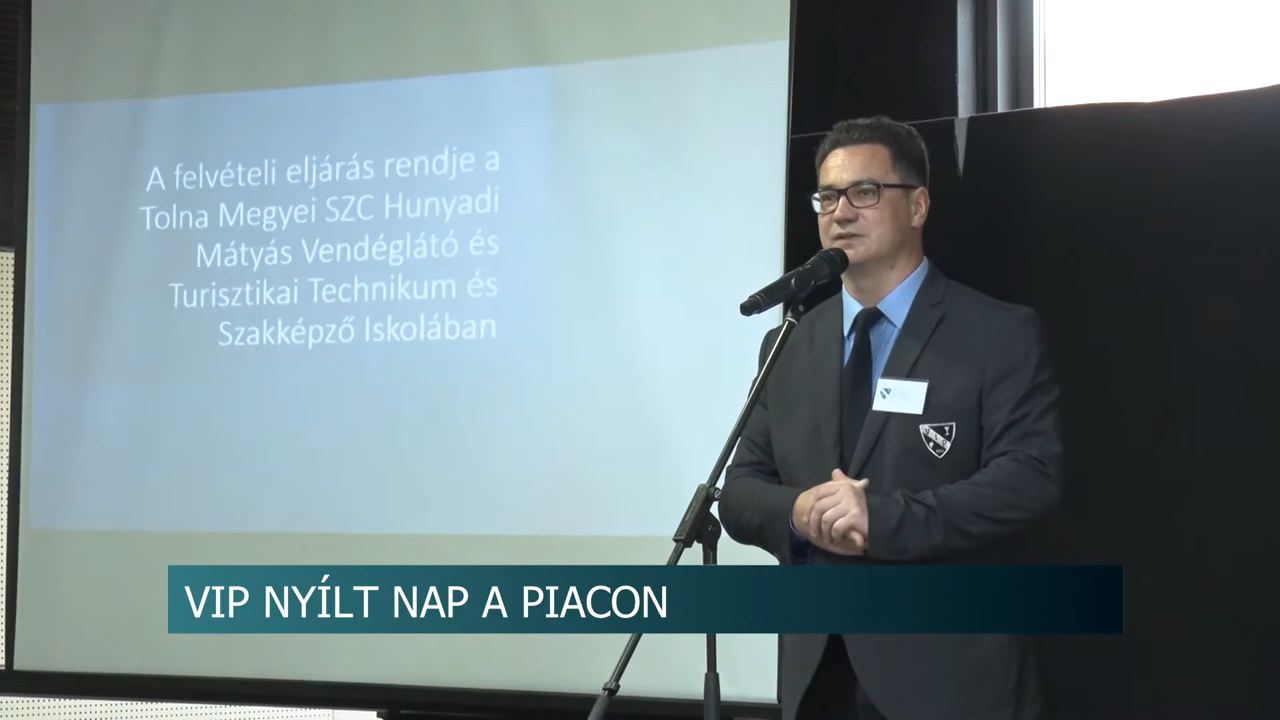 A felvételi eljárás rendje a
Tolna Megyei SZC Hunyadi
Mátyás Vendéglátó és
Turisztikai Technikum és
Szakképző Iskolában
VIP NYÍLT NAP A PIACON